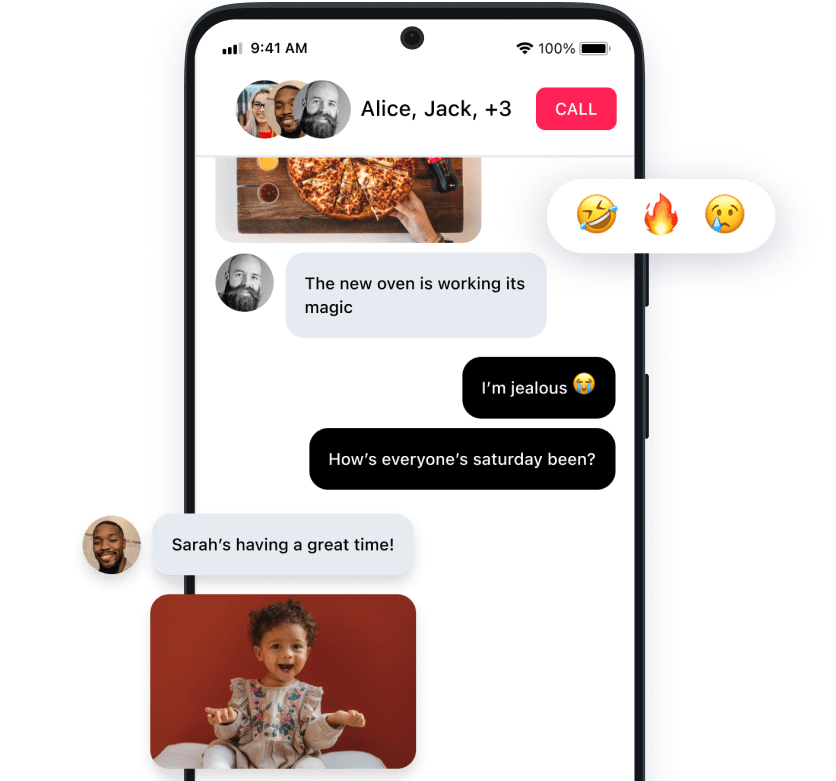 9:41 AM
100%
Alice, Jack, +3
CALL
The new oven is working its
magic
I’m jealous 😭
How’s everyone’s saturday been?
Sarah’s having a great time!